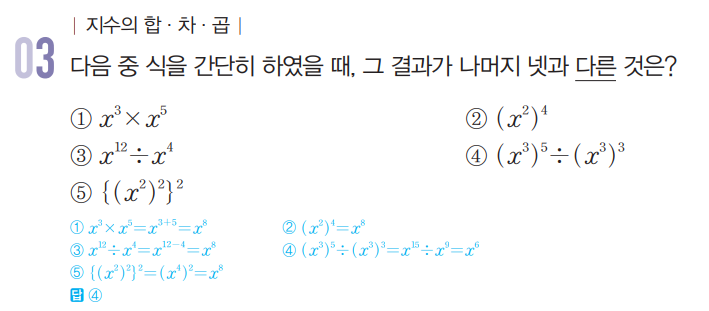 | 지수의 합 · 차 · 곱 |
03 다음 중 식을 간단히 하였을 때, 그 결과가 나머지 넷과 다른 것은?
① x³×x⁵ ② (x²)⁴
③ x¹²÷x⁴ ④ (x³)⁵÷(x³)³
⑤ {(x²)²}²
① x³×x⁵=x³⁺⁵=x⁸ ② (x²)⁴=x⁸
③ x¹²÷x⁴=x¹²⁻⁴=x⁸ ④ (x³)⁵÷(x³)³=x¹⁵÷x⁹=x⁶
⑤ {(x²)²}²=(x⁴)²=x⁸
답 ④